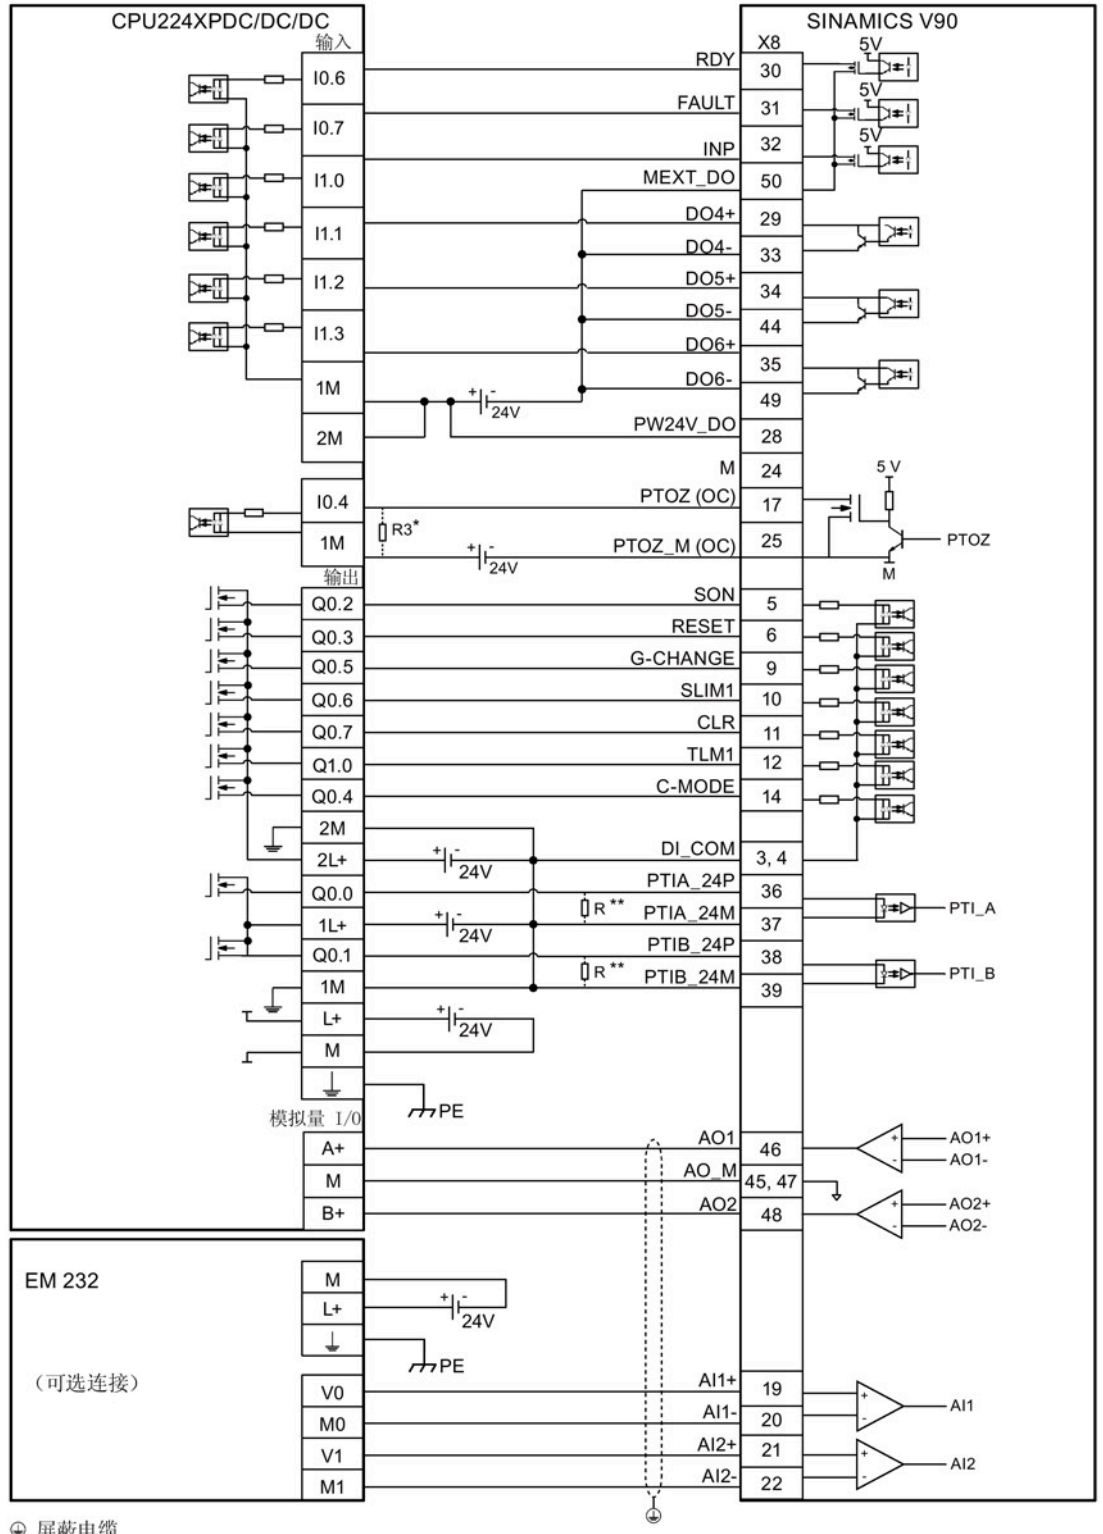 CPU224XPDC/DC/DC
SINAMICS V90
输入
X8
I0.6
RDY
30
5V
I0.7
FAULT
31
5V
I1.0
INP
32
5V
MEXT_DO
50
I1.1
DO4+
29
DO4-
33
I1.2
DO5+
34
DO5-
44
I1.3
DO6+
35
DO6-
49
1M
+ -
24V
2M
PW24V_DO
28
M
24
5 V
I0.4
PTOZ (OC)
17
R3*
1M
+ -
24V
PTOZ_M (OC)
25
PTOZ
M
输出
Q0.2
SON
5
Q0.3
RESET
6
Q0.5
G-CHANGE
9
Q0.6
SLIM1
10
Q0.7
CLR
11
Q1.0
TLM1
12
Q0.4
C-MODE
14
2M
2L+
+ -
24V
DI_COM
3, 4
Q0.0
PTIA_24P
36
R **
PTI_A
1L+
+ -
24V
PTIA_24M
37
Q0.1
PTIB_24P
38
R **
PTI_B
1M
PTIB_24M
39
L+
+ -
24V
M
PE
模拟量 I/O
A+
AO1
46
+
-
AO1+
AO1-
M
AO_M
45, 47
B+
AO2
48
+
-
AO2+
AO2-
EM 232
M
L+
+ -
24V
PE
（可选连接）
V0
AI1+
19
+
-
AI1
M0
AI1-
20
V1
AI2+
21
+
-
AI2
M1
AI2-
22
屏蔽电缆